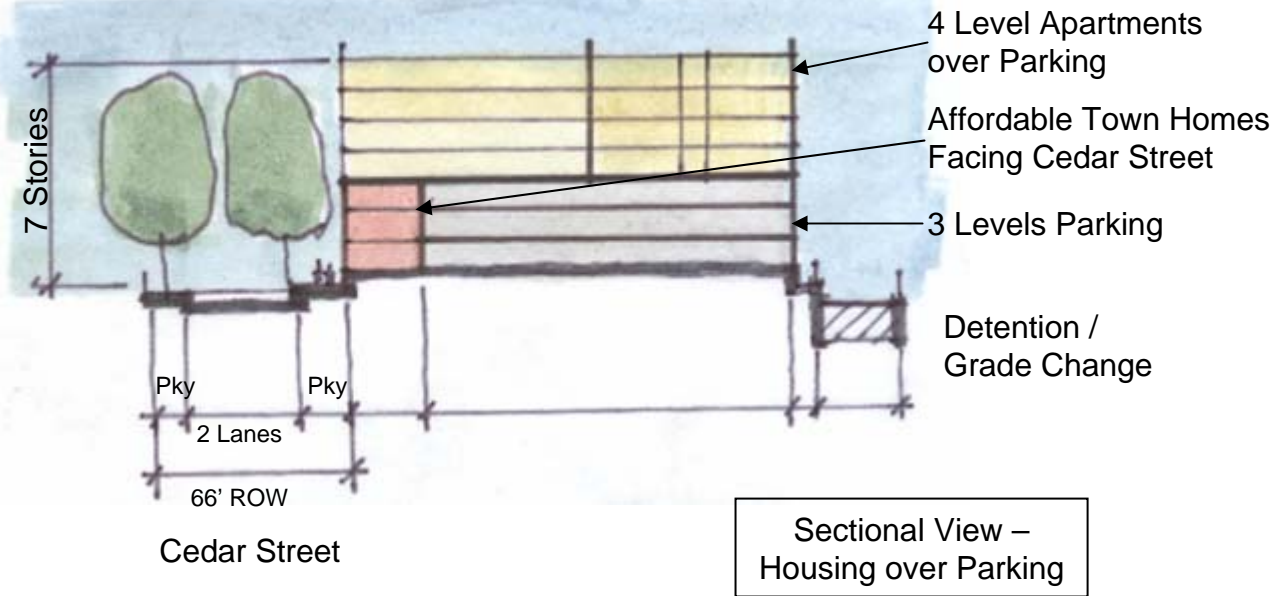 4 Level Apartments
over Parking
Affordable Town Homes
Facing Cedar Street
7 Stories
3 Levels Parking
Detention /
Grade Change
Pky
Pky
2 Lanes
66’ ROW
Cedar Street
Sectional View –
Housing over Parking